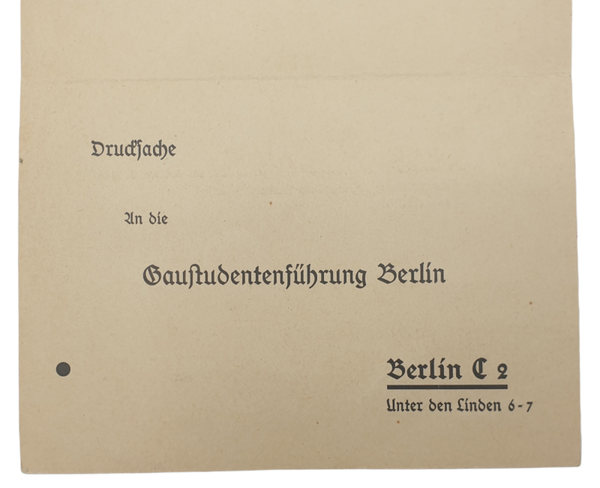 Drucksache
An die
Gaustudentenführung Berlin
Berlin C 2
Unter den Linden 6-7